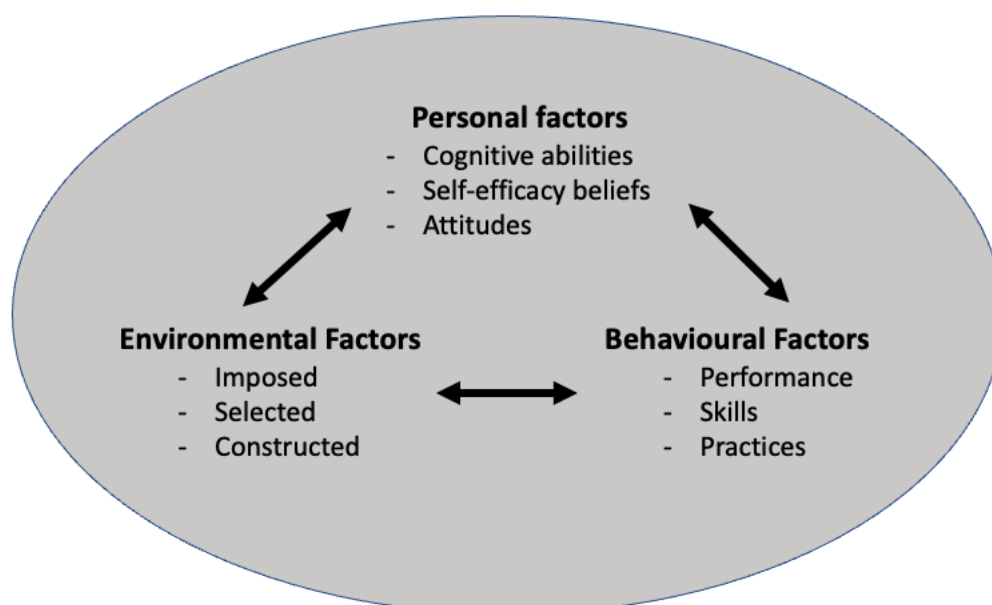 Personal factors
- Cognitive abilities
- Self-efficacy beliefs
- Attitudes
Environmental Factors
- Imposed
- Selected
- Constructed
Behavioural Factors
- Performance
- Skills
- Practices